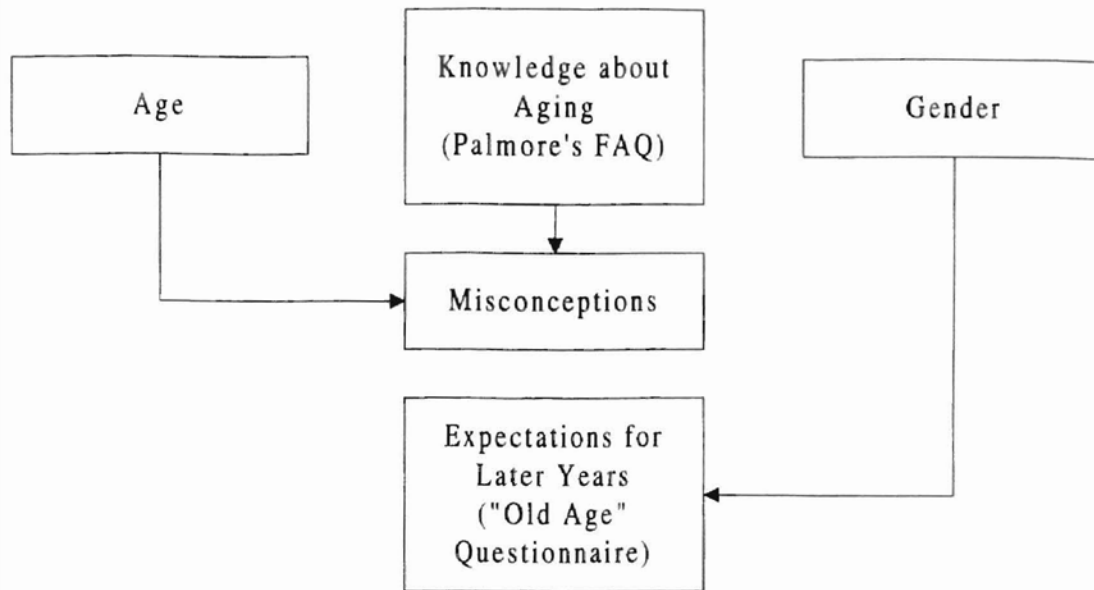 Age
Knowledge about
Aging
(Palmore's FAQ)
Gender
Misconceptions
Expectations for
Later Years
("Old Age"
Questionnaire)